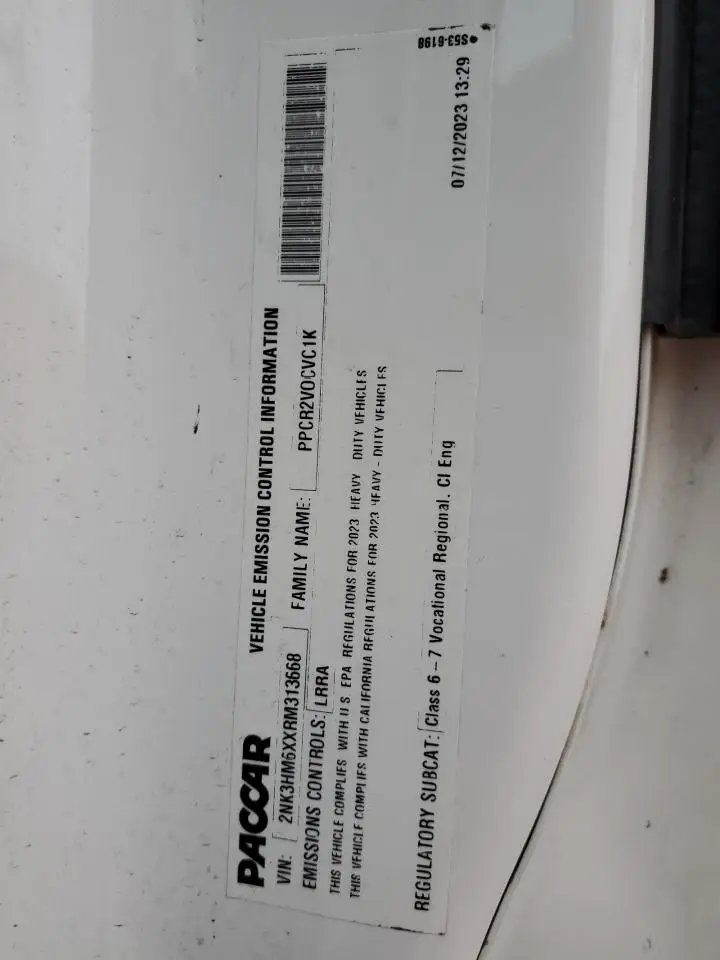 PACCAR
VEHICLE EMISSION CONTROL INFORMATION
VIN: 2NK3HM6XXRM313668 FAMILY NAME: PPCR2VOCVC1K
EMISSIONS CONTROLS: LRRA
THIS VEHICLE COMPLIES WITH U S EPA REGULATIONS FOR 2023 HEAVY DUTY VEHICLES
THIS VEHICLE COMPLIES WITH CALIFORNIA REGULATIONS FOR 2023 HEAVY - DUTY VEHICLES
REGULATORY SUBCAT: Class 6 – 7 Vocational Regional. CI Eng
07/12/2023 13:29
S53-6198